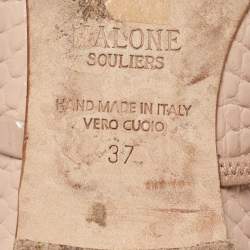 MALONE
SOULIERS
HAND MADE IN ITALY
VERO CUOIO
37